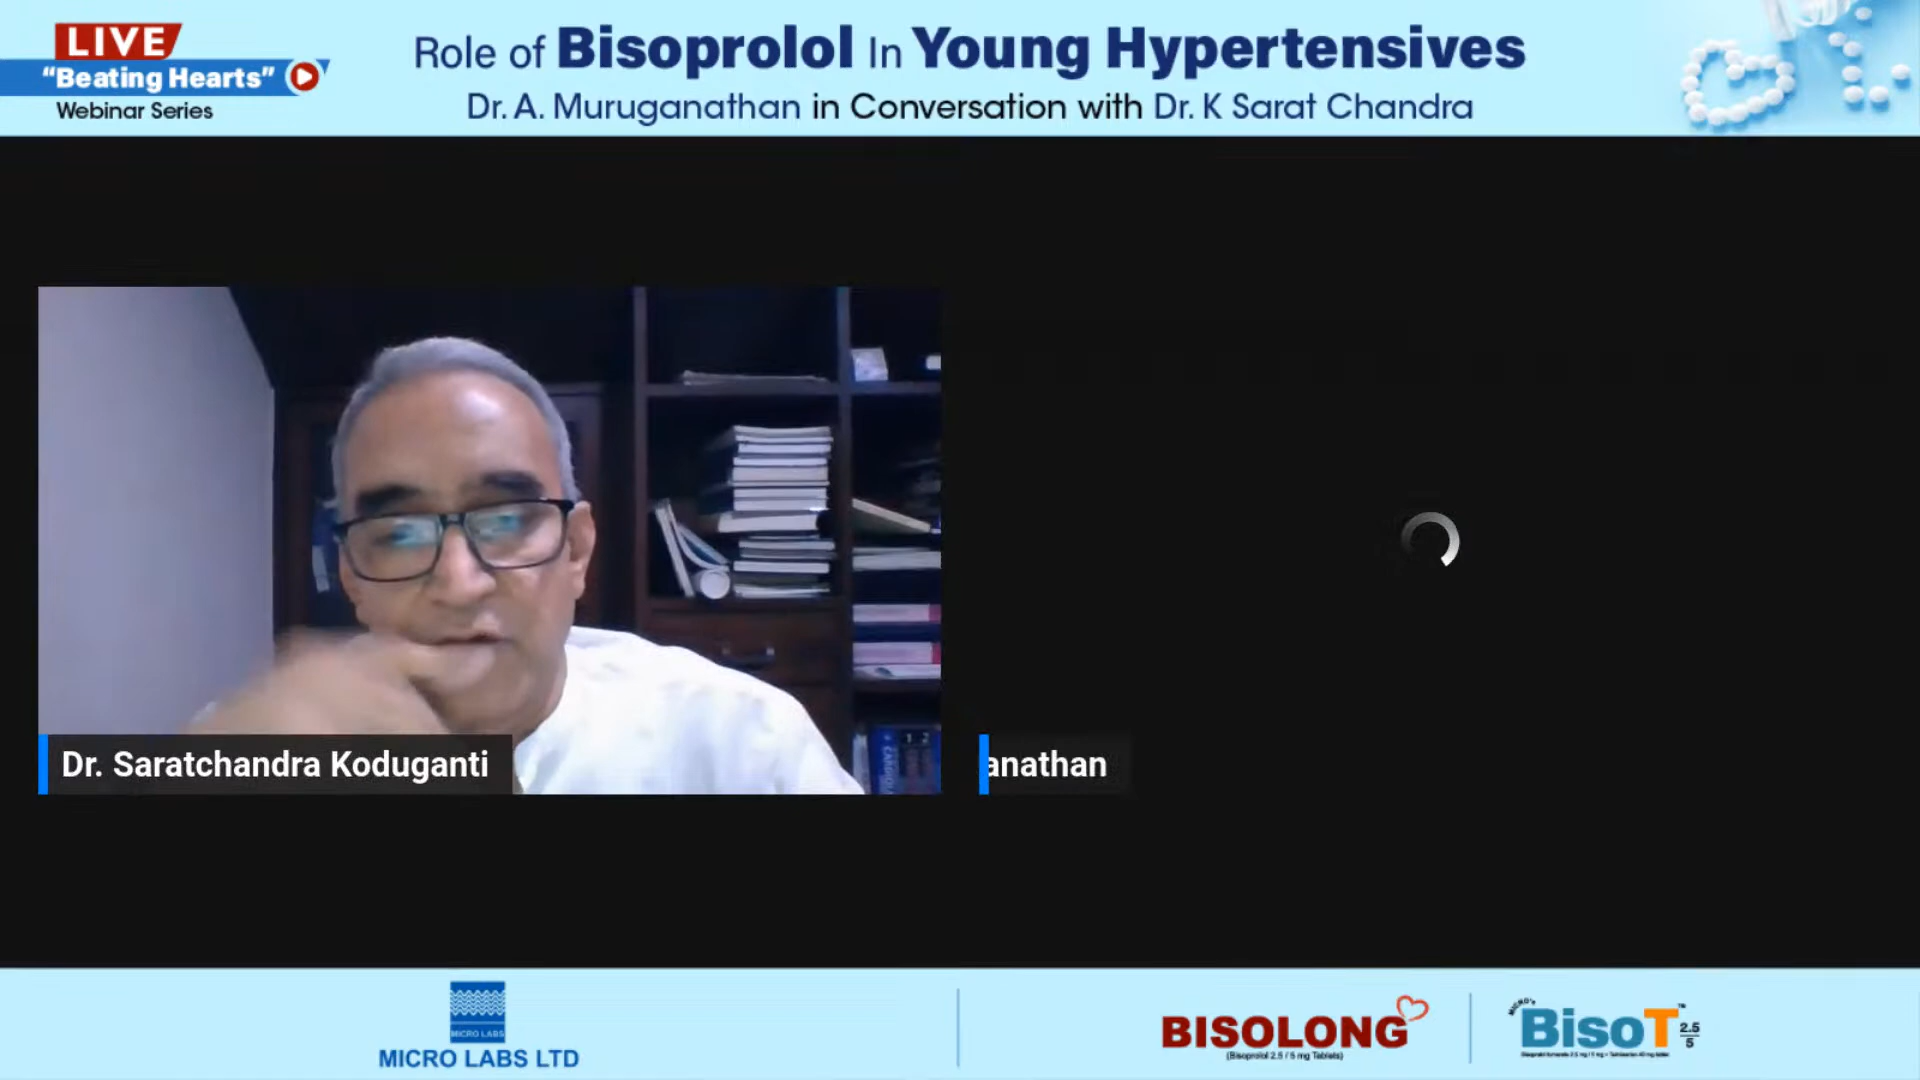 LIVE
"Beating Hearts"
Webinar Series
Role of Bisoprolol In Young Hypertensives
Dr. A. Muruganathan in Conversation with Dr. K Sarat Chandra
Dr. Saratchandra Koduganti
anathan
MICRO LABS
MICRO LABS LTD
BISOLONG
(Bisoprolol 2.5 / 5 mg Tablets)
MICRO's
BisoT™ 2.5
5